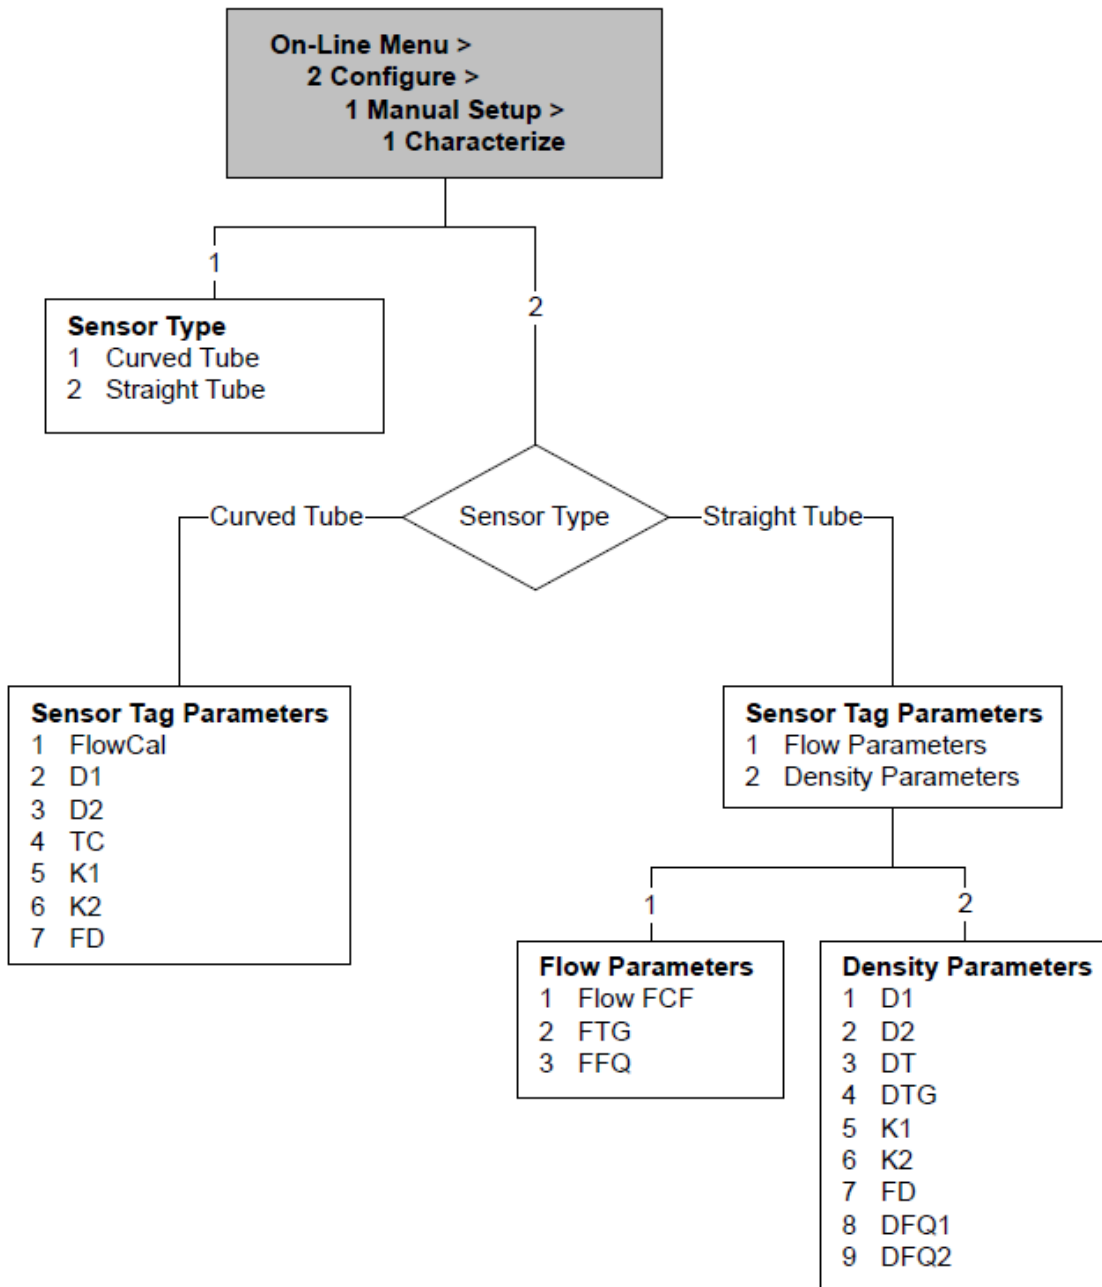 On-Line Menu >
2 Configure >
1 Manual Setup >
1 Characterize
1
2
Sensor Type
1 Curved Tube
2 Straight Tube
Curved Tube
Sensor Type
Straight Tube
Sensor Tag Parameters
1 FlowCal
2 D1
3 D2
4 TC
5 K1
6 K2
7 FD
Sensor Tag Parameters
1 Flow Parameters
2 Density Parameters
1
2
Flow Parameters
1 Flow FCF
2 FTG
3 FFQ
Density Parameters
1 D1
2 D2
3 DT
4 DTG
5 K1
6 K2
7 FD
8 DFQ1
9 DFQ2